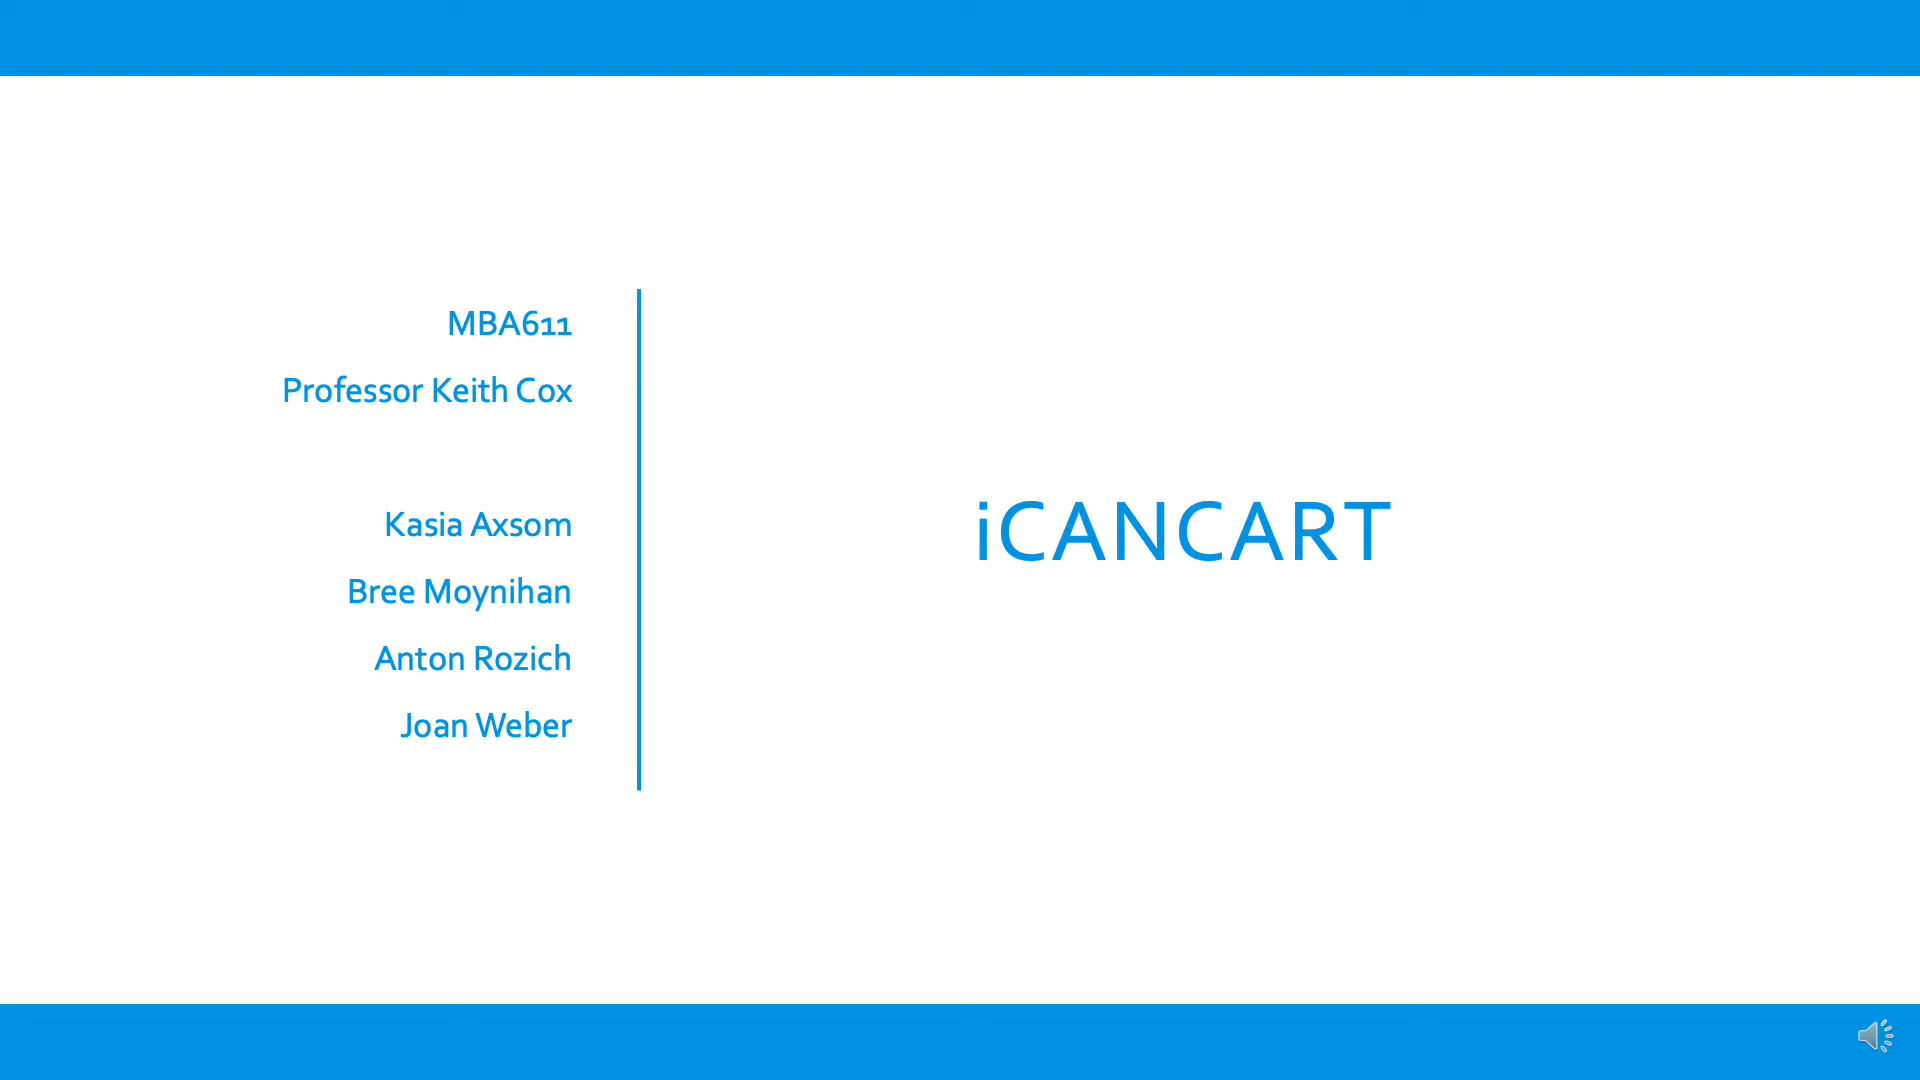 MBA611
Professor Keith Cox
Kasia Axsom
Bree Moynihan
Anton Rozich
Joan Weber
iCANCART